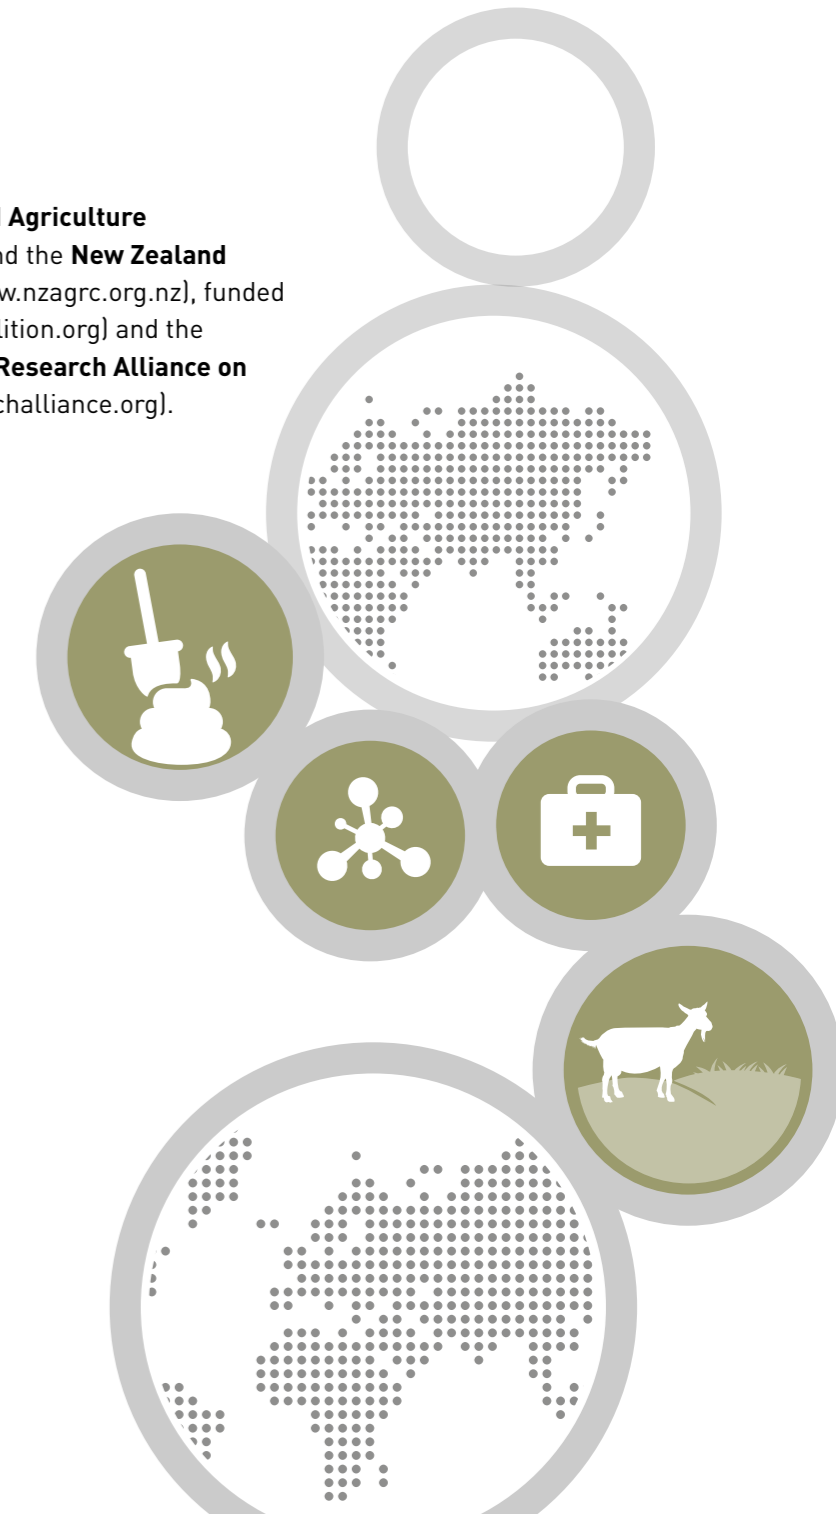 Agriculture
nd the New Zealand
w.nzagrc.org.nz), funded
lition.org) and the
Research Alliance on
challiance.org).